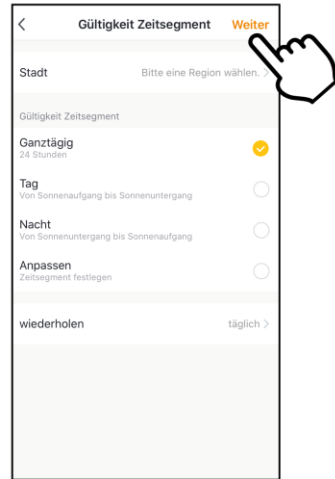 Gültigkeit Zeitsegment Weiter
Stadt Bitte eine Region wählen.
Gültigkeit Zeitsegment
Ganztägig
24 Stunden
Tag
Von Sonnenaufgang bis Sonnenuntergang
Nacht
Von Sonnenuntergang bis Sonnenaufgang
Anpassen
Zeitsegment festlegen
wiederholen täglich